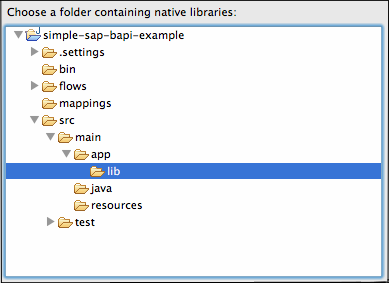 Choose a folder containing native libraries:
simple-sap-bapi-example
.settings
bin
flows
mappings
src
main
app
lib
java
resources
test